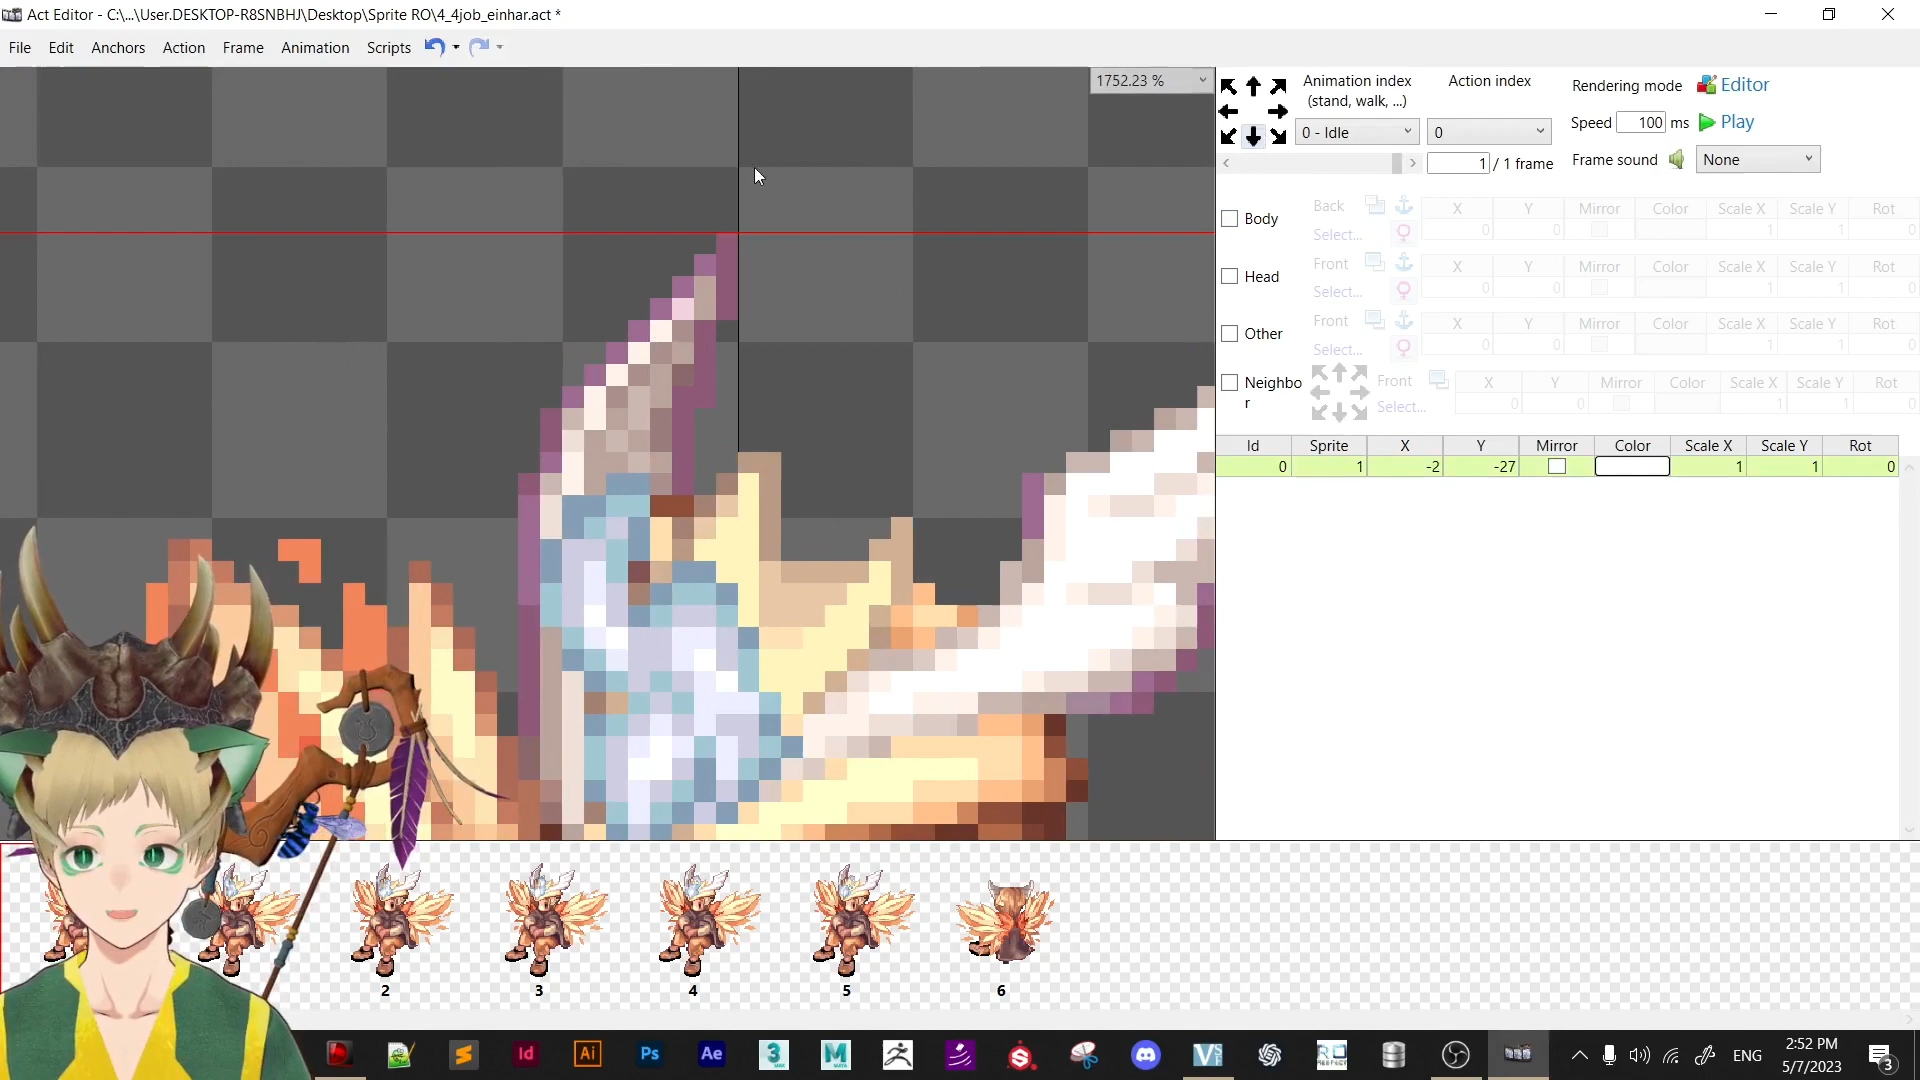 Act Editor - C:\...\User.DESKTOP-R8SNBHJ\Desktop\Sprite RO\4_4job_einhar.act *
File Edit Anchors Action Frame Animation Scripts
1752.23 %
Animation index
(stand, walk, ...)
Action index
Rendering mode Editor
0 - Idle
0
Speed 100 ms Play
1 / 1 frame
Frame sound None
Body
Back X Y Mirror Color Scale X Scale Y Rot
Select... 0 0 1 1 0
Head
Front X Y Mirror Color Scale X Scale Y Rot
Select... 0 0 1 1 0
Other
Front X Y Mirror Color Scale X Scale Y Rot
Select... 0 0 1 1 0
Neighbo
r
Front X Y Mirror Color Scale X Scale Y Rot
Select... 0 0 1 1 0
Id Sprite X Y Mirror Color Scale X Scale Y Rot
0 1 -2 -27 1 1 0
2 3 4 5 6
Id Ai Ps Ae 3 M
ENG
2:52 PM
5/7/2023
3